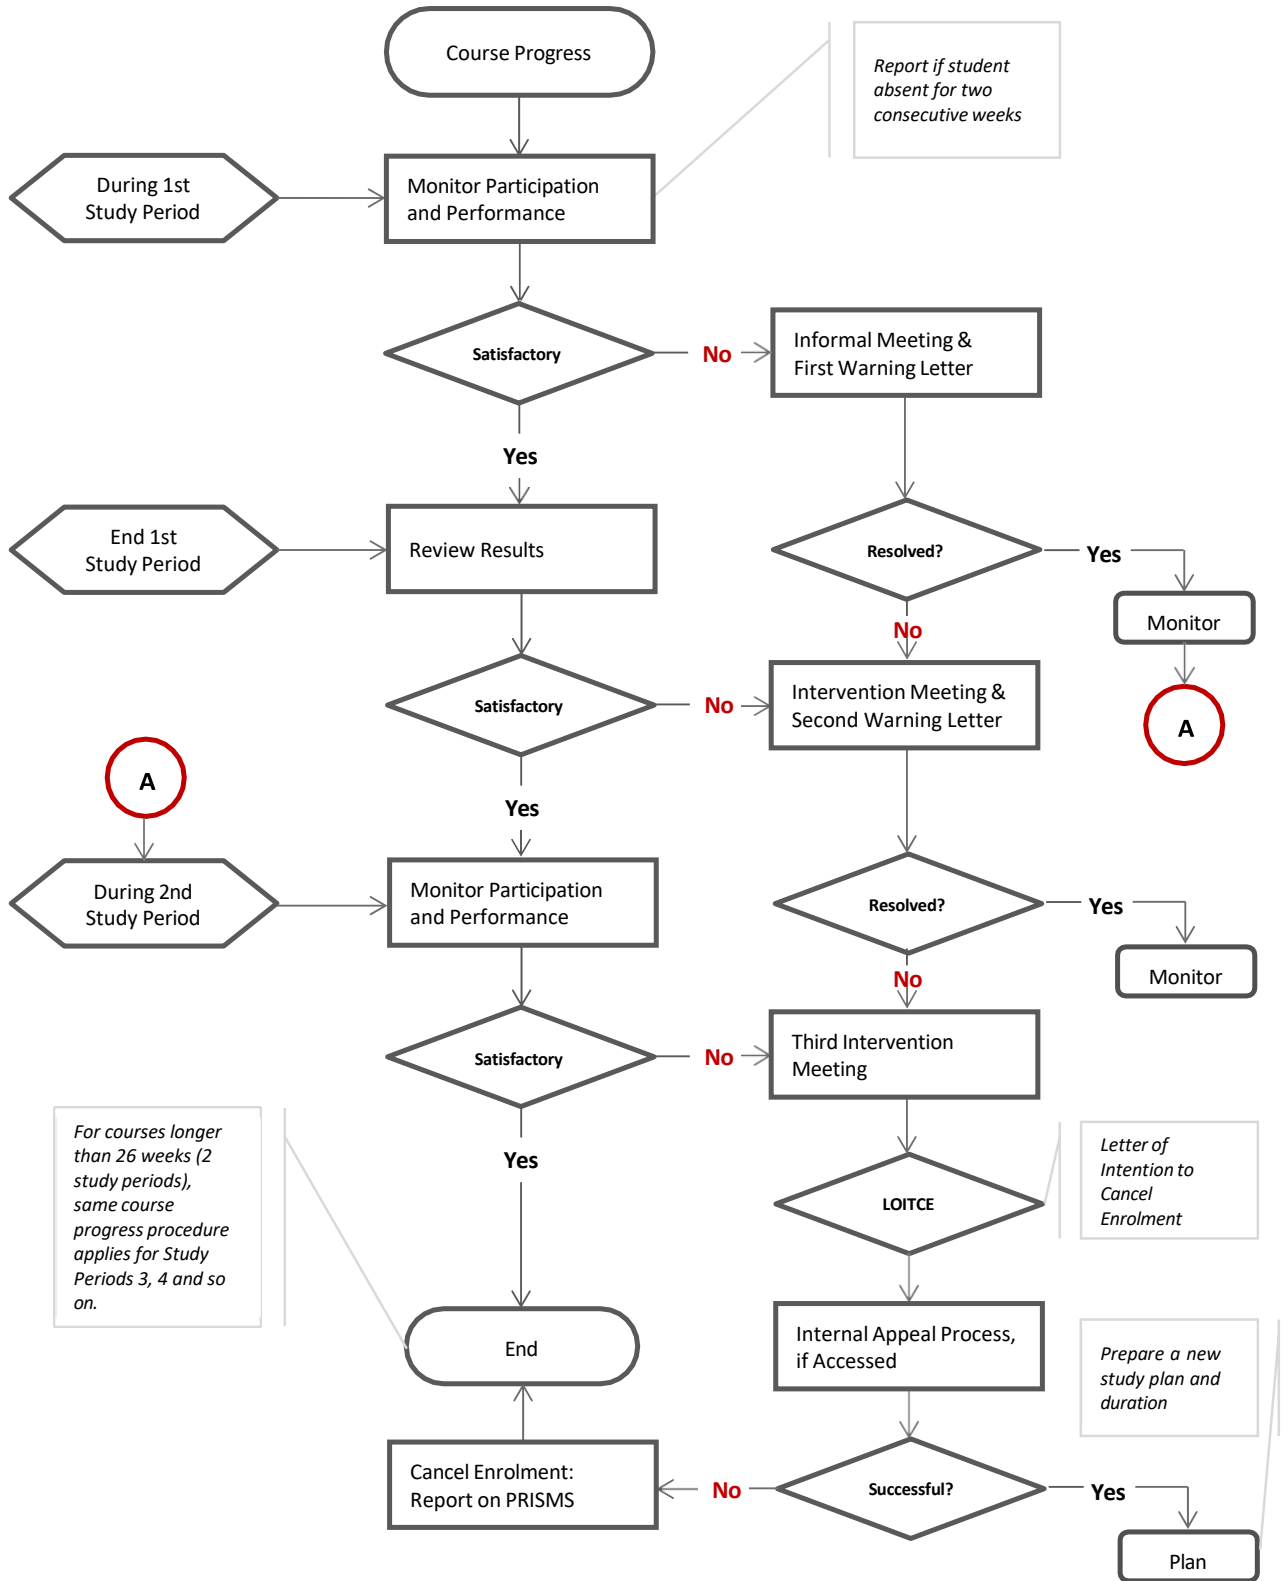 Course Progress
Report if student
absent for two
consecutive weeks
During 1st
Study Period
Monitor Participation
and Performance
Satisfactory
No
Informal Meeting &
First Warning Letter
Yes
End 1st
Study Period
Review Results
Resolved?
Yes
Monitor
No
A
Satisfactory
No
Intervention Meeting &
Second Warning Letter
A
Yes
During 2nd
Study Period
Monitor Participation
and Performance
Resolved?
Yes
Monitor
No
Satisfactory
No
Third Intervention
Meeting
For courses longer
than 26 weeks (2
study periods),
same course
progress procedure
applies for Study
Periods 3, 4 and so
on.
Yes
LOITCE
Letter of
Intention to
Cancel
Enrolment
End
Internal Appeal Process,
if Accessed
Prepare a new
study plan and
duration
Cancel Enrolment:
Report on PRISMS
No
Successful?
Yes
Plan